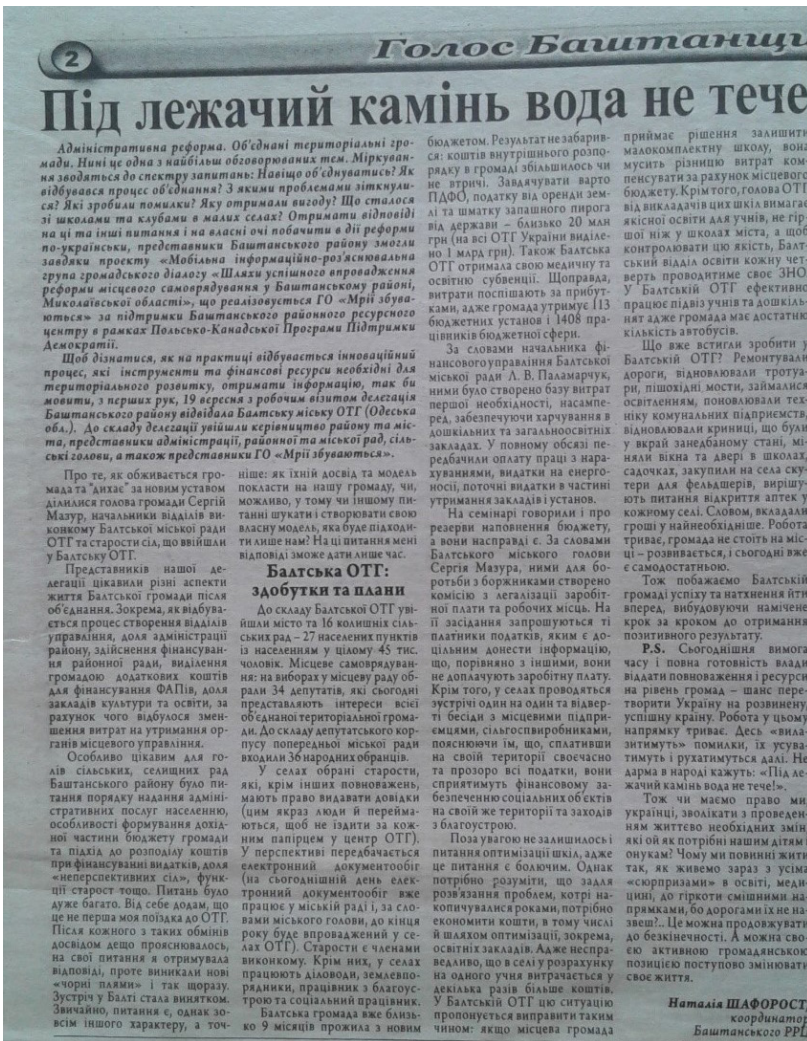 2
Голос Баштанщи
Під лежачий камінь вода не тече
Адміністративна реформа. Об'єднані територіальні гро-
мади. Нині це одна з найбільш обговорюваних тем. Міркуван-
ня зводяться до спектру запитань: Навіщо об'єднуватись? Як
відбувався процес об'єднання? З якими проблемами зіткнули-
ся? Які зробили помилки? Яку отримали вигоду? Що сталося
зі школами та клубами в малих селах? Отримати відповіді
на ці та інші питання і на власні очі побачити в дії реформи
по-українськи, представники Баштанського району змогли
завдяки проекту «Мобільна інформаційно-роз'яснювальна
група громадського діалогу «Шляхи успішного впровадження
реформи місцевого самоврядування у Баштанському районі,
Миколаївської області», що реалізовується ГО «Мрії збува-
ються» за підтримки Баштанського районного ресурсного
центру в рамках Польсько-Канадської Програми Підтримки
Демократії.
Щоб дізнатися, як на практиці відбувається інноваційний
процес, які інструменти та фінансові ресурси необхідні для
територіального розвитку, отримати інформацію, так би
мовити, з перших рук, 19 вересня з робочим візитом делегація
Баштанського району відвідала Балтську міську ОТГ (Одеська
обл.). До складу делегації увійшли керівництво району та міс-
та, представники адміністрації, районної та міської рад, сіль-
ські голови, а також представники ГО «Мрії збуваються».
Про те, як обживається гро-
мада та "дихає" за новим уставом
ділилися голова громади Сергій
Мазур, начальники відділів ви-
конкому Балтської міської ради
ОТГ та старости сіл, що ввійшли
у Балтську ОТГ.
Представників нашої де-
легації цікавили різні аспекти
життя Балтської громади після
об'єднання. Зокрема, як відбува-
ється процес створення відділів
управління, доля адміністрації
району, здійснення фінансуван-
ня районної ради, виділення
громадою додаткових коштів
для фінансування ФАПів, доля
закладів культури та освіти, за
рахунок чого відбулося змен-
шення витрат на утримання ор-
ганів місцевого управління.
Особливо цікавим для го-
лів сільських, селищних рад
Баштанського району було пи-
тання порядку надання адміні-
стративних послуг населенню,
особливості формування дохід-
ної частини бюджету громади
та підхід до розподілу коштів
при фінансуванні видатків, доля
«неперспективних сіл», функ-
ції старост тощо. Питань було
дуже багато. Від себе додам, що
це не перша моя поїздка до ОТГ.
Після кожного з таких обмінів
досвідом дещо прояснювалось,
на свої питання я отримувала
відповіді, проте виникали нові
«чорні плями» і так щоразу.
Зустріч у Балті стала винятком.
Звичайно, питання є, однак зо-
всім іншого характеру, а точ-
ніше: як їхній досвід та модель
покласти на нашу громаду, чи,
можливо, у тому чи іншому пи-
танні шукати і створювати свою
власну модель, яка буде підходи-
ти лише нам? На ці питання мені
відповіді зможе дати лише час.
Балтська ОТГ:
здобутки та плани
До складу Балтської ОТГ уві-
йшли місто та 16 колишніх сіль-
ських рад – 27 населених пунктів
із населенням у цілому 45 тис.
чоловік. Місцеве самоврядуван-
ня: на виборах у місцеву раду об-
рали 34 депутатів, які сьогодні
представляють інтереси всієї
об'єднаної територіальної грома-
ди. До складу депутатського кор-
пусу попередньої міської ради
входили 36 народних обранців.
У селах обрані старости,
які, крім інших повноважень,
мають право видавати довідки
(цим якраз люди й перейма-
ються, щоб не їздити за кож-
ним папірцем у центр ОТГ).
У перспективі передбачається
електронний документообіг
(на сьогоднішній день елек-
тронний документообіг вже
працює у міській раді і, за сло-
вами міського голови, до кінця
року буде впроваджений у се-
лах ОТГ). Старости є членами
виконкому. Крім них, у селах
працюють діловоди, землевпо-
рядники, працівник з благоус-
трою та соціальний працівник.
Балтська громада вже близь-
ко 9 місяців прожила з новим
бюджетом. Результат не забарив-
ся: коштів внутрішнього розпо-
рядку в громаді збільшилось чи
не втричі. Завдячувати варто
ПДФО, податку від оренди зем-
лі та шматку запашного пирога
від держави – близько 20 млн
грн (на всі ОТГ України виділе-
но 1 млрд грн). Також Балтська
ОТГ отримала свою медичну та
освітню субвенції. Щоправда,
витрати поспішають за прибут-
ками, адже громада утримує 113
бюджетних установ і 1408 пра-
цівників бюджетної сфери.
За словами начальника фі-
нансового управління Балтської
міської ради Л. В. Паламарчук,
ними було створено базу витрат
першої необхідності, насампе-
ред, забезпечуючи харчування в
дошкільних та загальноосвітніх
закладах. У повному обсязі пе-
редбачили оплату праці з нара-
хуваннями, видатки на енерго-
носії, поточні видатки в частині
утримання закладів і установ.
На семінарі говорили і про
резерви наповнення бюджету,
а вони насправді є. За словами
Балтського міського голови
Сергія Мазура, ними для бо-
ротьби з боржниками створено
комісію з легалізації заробіт-
ної плати та робочих місць. На
її засідання запрошуються ті
платники податків, яким є до-
цільним донести інформацію,
що, порівняно з іншими, вони
не доплачують заробітну плату.
Крім того, у селах проводяться
зустрічі один на один та відвер-
ті бесіди з місцевими підпри-
ємцями, сільгоспвиробниками,
пояснюючи їм, що, сплативши
на своїй території своєчасно
та прозоро всі податки, вони
сприятимуть фінансовому за-
безпеченню соціальних об'єктів
на своїй же території та заходів
з благоустрою.
Поза увагою не залишилось і
питання оптимізації шкіл, адже
це питання є болючим. Однак
потрібно розуміти, що задля
розв'язання проблем, котрі на-
копичувалися роками, потрібно
економити кошти, в тому числі
й шляхом оптимізації, зокрема,
освітніх закладів. Адже неспра-
ведливо, що в селі у розрахунку
на одного учня витрачається у
декілька разів більше коштів.
У Балтській ОТГ цю ситуацію
пропонується виправити таким
чином: якщо місцева громада
приймає рішення залишити
малокомплектну школу, вона
мусить різницю витрат ком-
пенсувати за рахунок місцевого
бюджету. Крім того, голова ОТГ
від викладачів цих шкіл вимагає
якісної освіти для учнів, не гір-
шої ніж у школах міста, а щоб
контролювати цю якість, Балт-
ський відділ освіти кожну чет-
верть проводитиме своє ЗНО.
У Балтській ОТГ ефективно
працює підвіз учнів та дошкіль-
нят адже громада має достатню
кількість автобусів.
Що вже встигли зробити у
Балтській ОТГ? Ремонтували
дороги, відновлювали тротуа-
ри, пішохідні мости, займалися
освітленням, поновлювали тех-
ніку комунальних підприємств,
відновлювали криниці, що були
у вкрай занедбаному стані, мі-
няли вікна та двері в школах,
садочках, закупили на села ску-
тери для фельдшерів, вирішу-
ють питання відкриття аптек у
кожному селі. Словом, вкладали
гроші у найнеобхідніше. Робота
триває, громада не стоїть на міс-
ці – розвивається, і сьогодні вже
є самодостатньою.
Тож побажаємо Балтській
громаді успіху та натхнення йти
вперед, вибудовуючи намічене
крок за кроком до отримання
позитивного результату.
P.S. Сьогоднішня вимога
часу і повна готовність влади
віддати повноваження і ресурси
на рівень громад – шанс пере-
творити Україну на розвинену,
успішну країну. Робота у цьому
напрямку триває. Десь «вила-
зитимуть» помилки, їх усува-
тимуть і рухатимуться далі. Не
дарма в народі кажуть: «Під ле-
жачий камінь вода не тече!».
Тож чи маємо право ми,
українці, зволікати з проведен-
ням життєво необхідних змін,
які ой як потрібні нашим дітям і
онукам? Чому ми повинні жити
так, як живемо зараз з усіма
«сюрпризами» в освіті, меди-
цині, до гіркоти смішними на-
прямками, бо дорогами їх не на-
звеш?.. Це можна продовжувати
до безкінечності. А можна сво-
єю активною громадянською
позицією поступово змінювати
своє життя.
Наталія ШАФОРОСТ,
координатор
Баштанського РРЦ